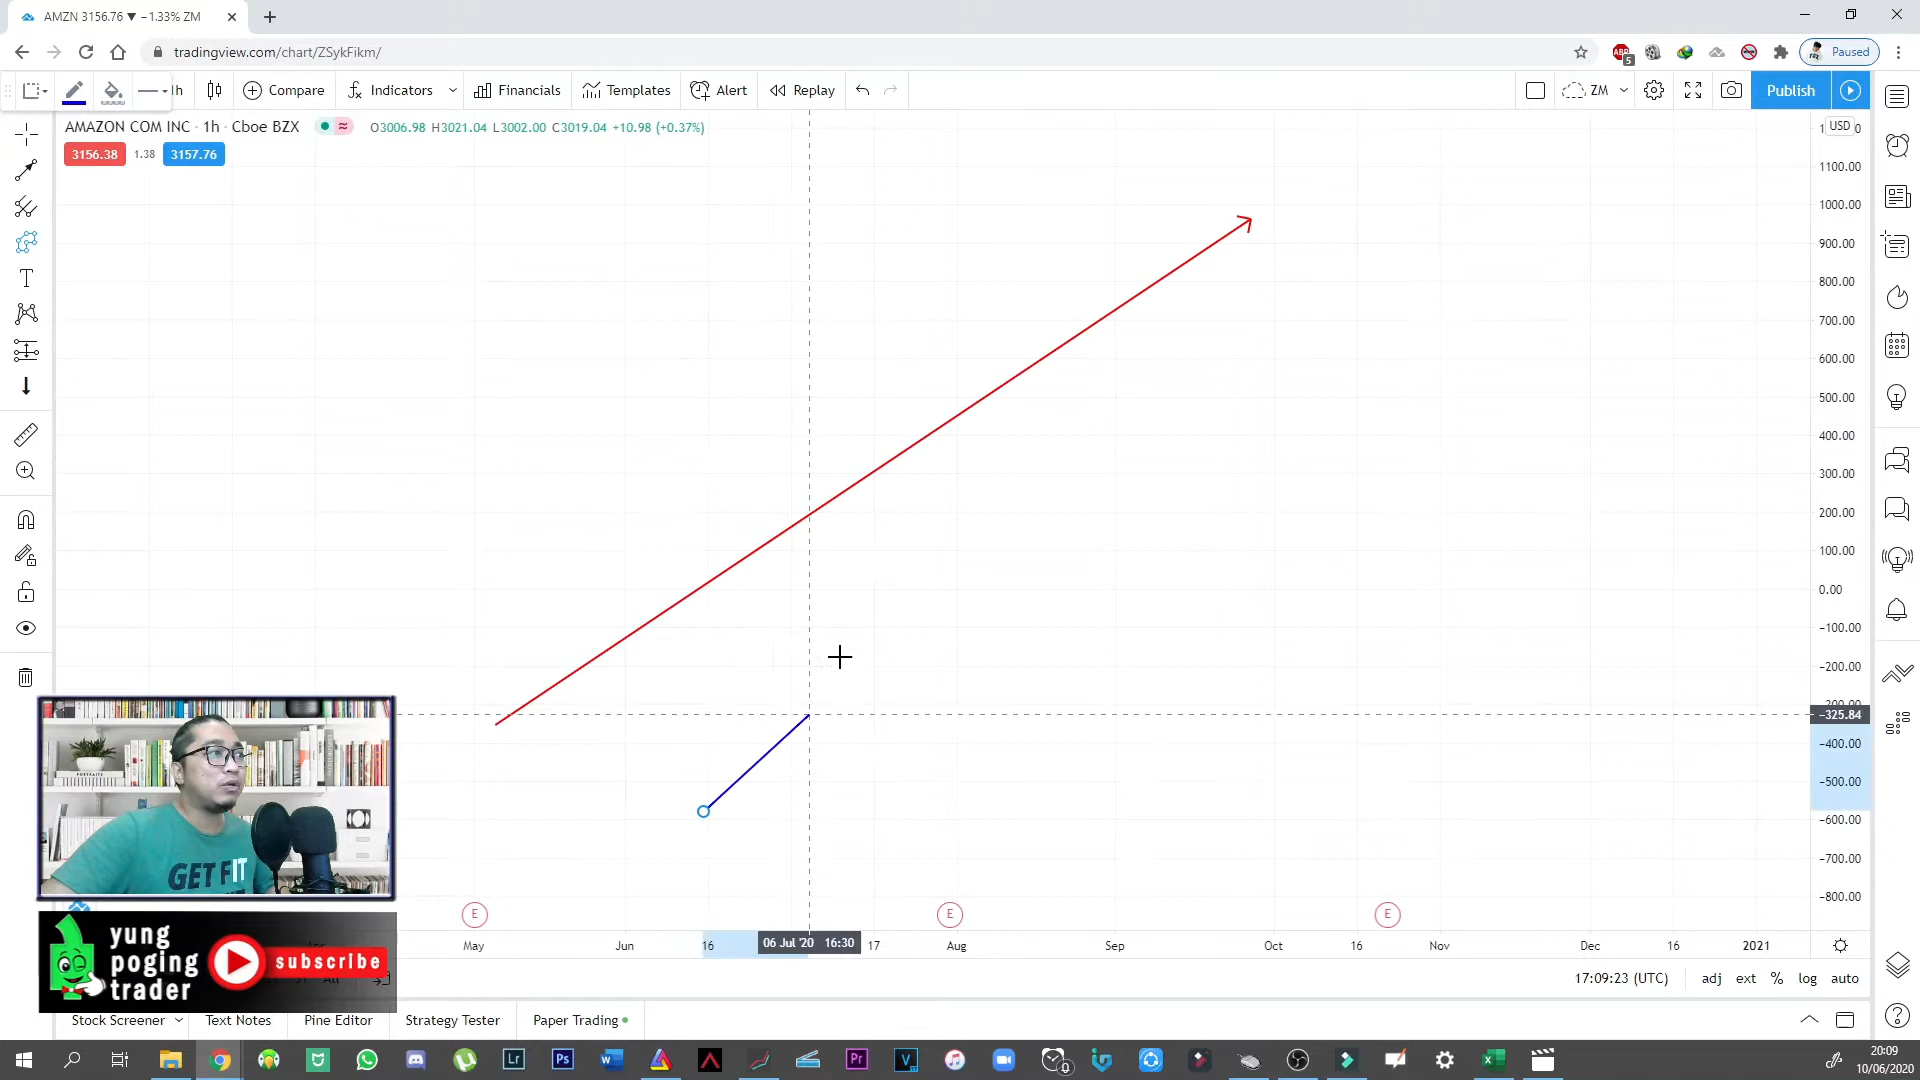 AMZN 3156.76 ▼ −1.33% ZM
tradingview.com/chart/ZSykFikm/
5
Paused
h
Compare
Indicators
Financials
Templates
Alert
Replay
ZM
Publish
AMAZON COM INC · 1h · Cboe BZX
O3006.98 H3021.04 L3002.00 C3019.04 +10.98 (+0.37%)
3156.38
1.38
3157.76
USD
1100.00
1000.00
900.00
800.00
700.00
600.00
500.00
400.00
300.00
200.00
100.00
0.00
−100.00
−200.00
−325.84
−400.00
−500.00
−600.00
−700.00
−800.00
PORTRAITS
GET FIT
E
E
E
May
Jun
16
06 Jul '20 16:30
17
Aug
Sep
Oct
16
Nov
Dec
16
2021
yung
poging
trader
subscribe
17:09:23 (UTC)
adj
ext
%
log
auto
Stock Screener
Text Notes
Pine Editor
Strategy Tester
Paper Trading
Lr
Ps
Pr
V
20:09
10/06/2020